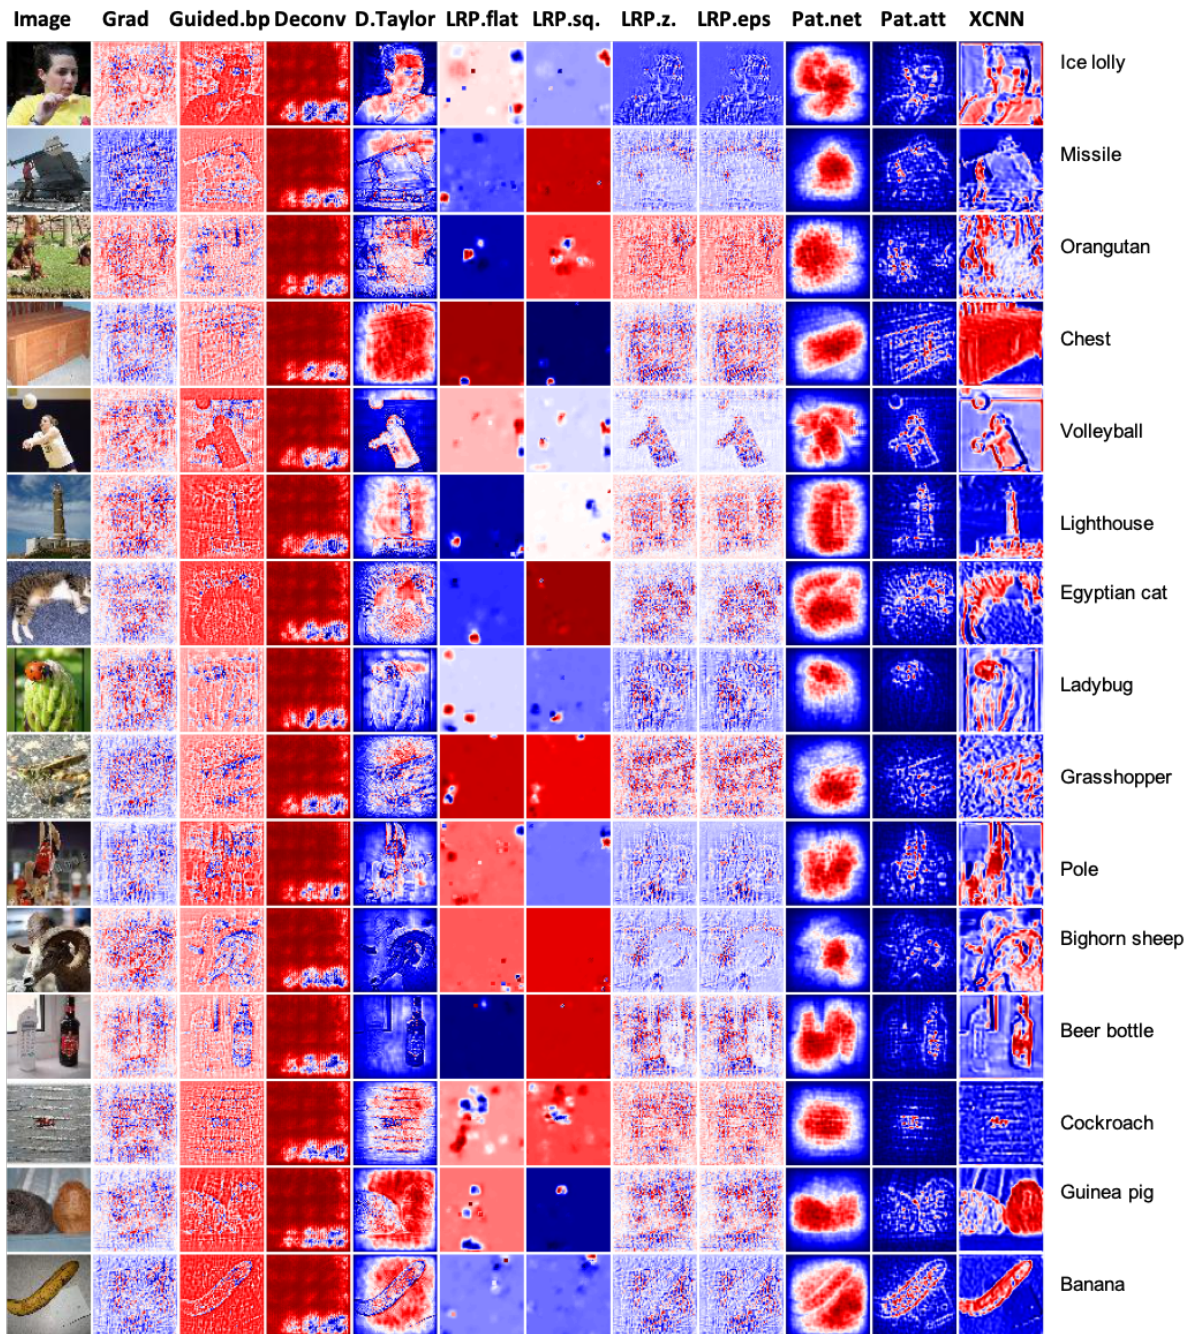 Image Grad Guided.bp Deconv D.Taylor LRP.flat LRP.sq. LRP.z. LRP.eps Pat.net Pat.att XCNN
Ice lolly
Missile
Orangutan
Chest
Volleyball
Lighthouse
Egyptian cat
Ladybug
Grasshopper
Pole
Bighorn sheep
Beer bottle
Cockroach
Guinea pig
Banana